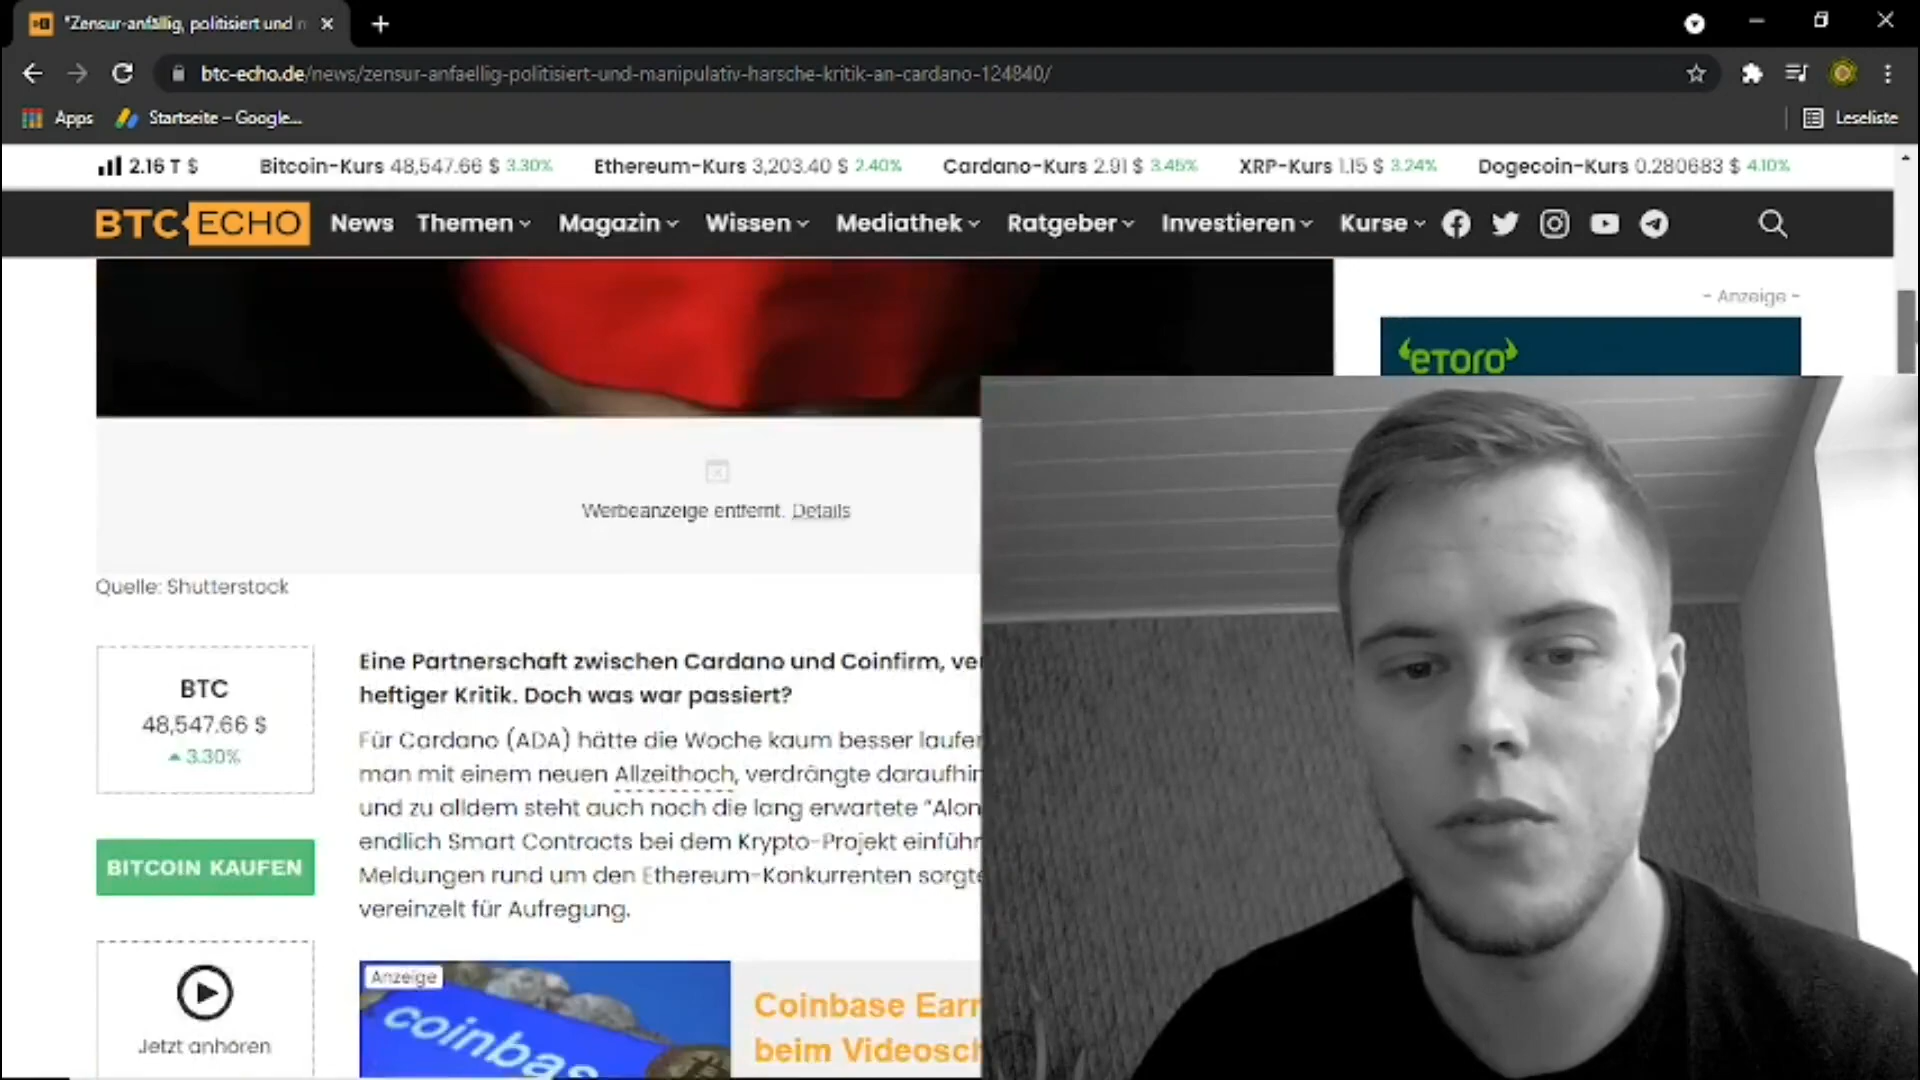 "Zensur-anfällig, politisiert und
btc-echo.de/news/zensur-anfaellig-politisiert-und-manipulativ-harsche-kritik-an-cardano-124840/
Apps Startseite – Google... Leseliste
2.16 T $ Bitcoin-Kurs 48,547.66 $ 3.30% Ethereum-Kurs 3,203.40 $ 2.40% Cardano-Kurs 2.91 $ 3.45% XRP-Kurs 1.15 $ 3.24% Dogecoin-Kurs 0.280683 $ 4.10%
BTC ECHO News Themen Magazin Wissen Mediathek Ratgeber Investieren Kurse
- Anzeige -
eTORO
Werbeanzeige entfernt. Details
Quelle: Shutterstock
BTC
48,547.66 $
3.30%
BITCOIN KAUFEN
Jetzt anhören
Eine Partnerschaft zwischen Cardano und Coinfirm,
heftiger Kritik. Doch was war passiert?
Für Cardano (ADA) hätte die Woche kaum besser
man mit einem neuen Allzeithoch, verdrängte daraufhin
und zu alldem steht auch noch die lang erwartete "Alon
endlich Smart Contracts bei dem Krypto-Projekt
Meldungen rund um den Ethereum-Konkurrenten
vereinzelt für Aufregung.
Anzeige
coinbas
Coinbase Earn
beim